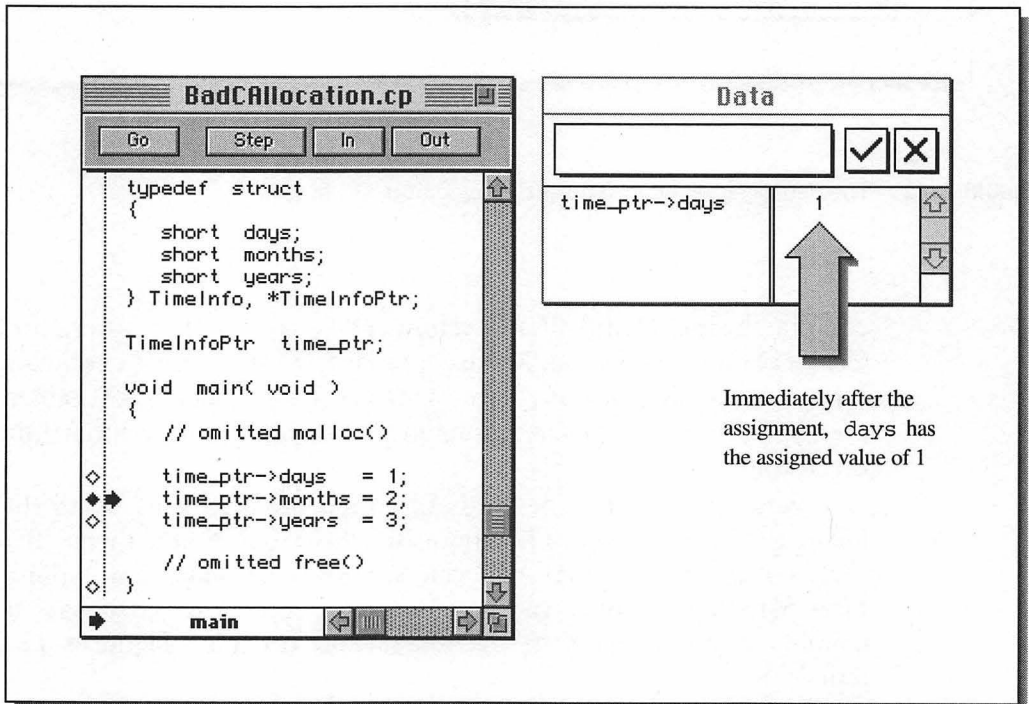 BadCAllocation.cp
Go Step In Out
typedef struct
{
short days;
short months;
short years;
} TimeInfo, *TimeInfoPtr;
TimeInfoPtr time_ptr;
void main( void )
{
// omitted malloc()
time_ptr->days = 1;
time_ptr->months = 2;
time_ptr->years = 3;
// omitted free()
}
main
Data
time_ptr->days 1
Immediately after the
assignment, days has
the assigned value of 1